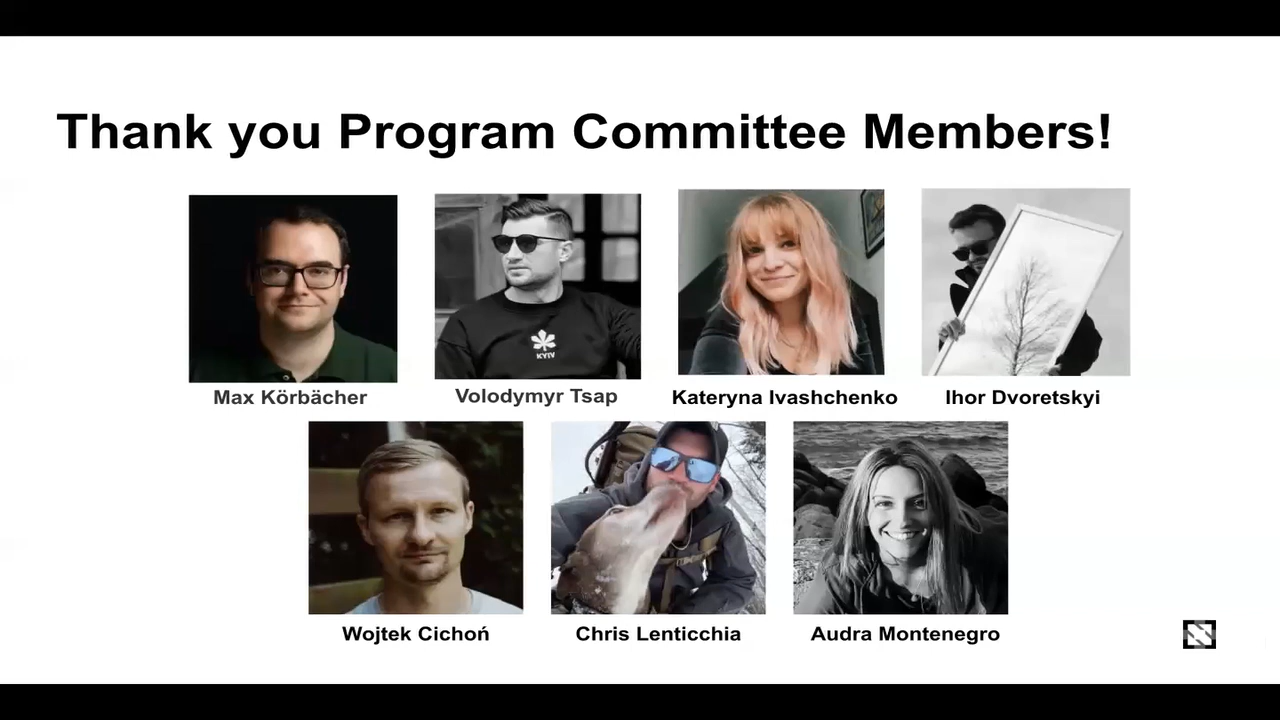 Thank you Program Committee Members!
KYIV
Max Körbächer
Volodymyr Tsap
Kateryna Ivashchenko
Ihor Dvoretskyi
Wojtek Cichoń
Chris Lenticchia
Audra Montenegro